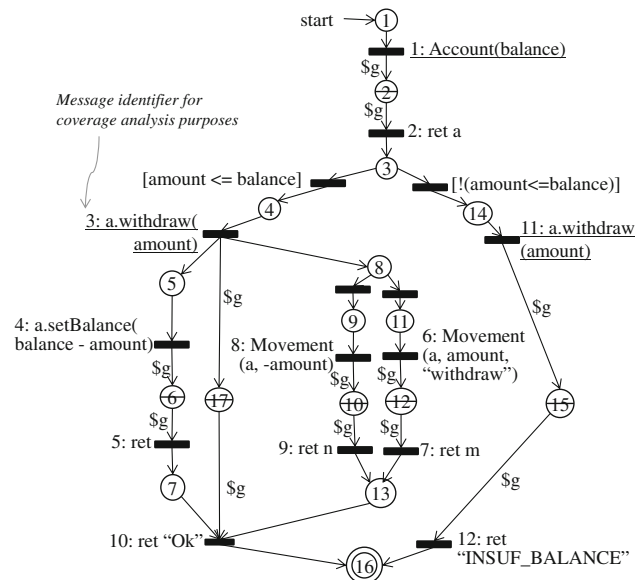 start
1
1: Account(balance)
$g
2
$g
Message identifier for
coverage analysis purposes
2: ret a
3
[amount <= balance]
[!(amount<=balance)]
4
14
3: a.withdraw(
amount)
11: a.withdraw
(amount)
5
8
$g
$g
9
11
4: a.setBalance(
balance - amount)
8: Movement
(a, -amount)
6: Movement
(a, amount,
“withdraw”)
$g
$g
$g
6
17
10
12
15
$g
$g
$g
5: ret
9: ret n
7: ret m
$g
7
$g
13
10: ret “Ok”
12: ret
“INSUF_BALANCE”
16